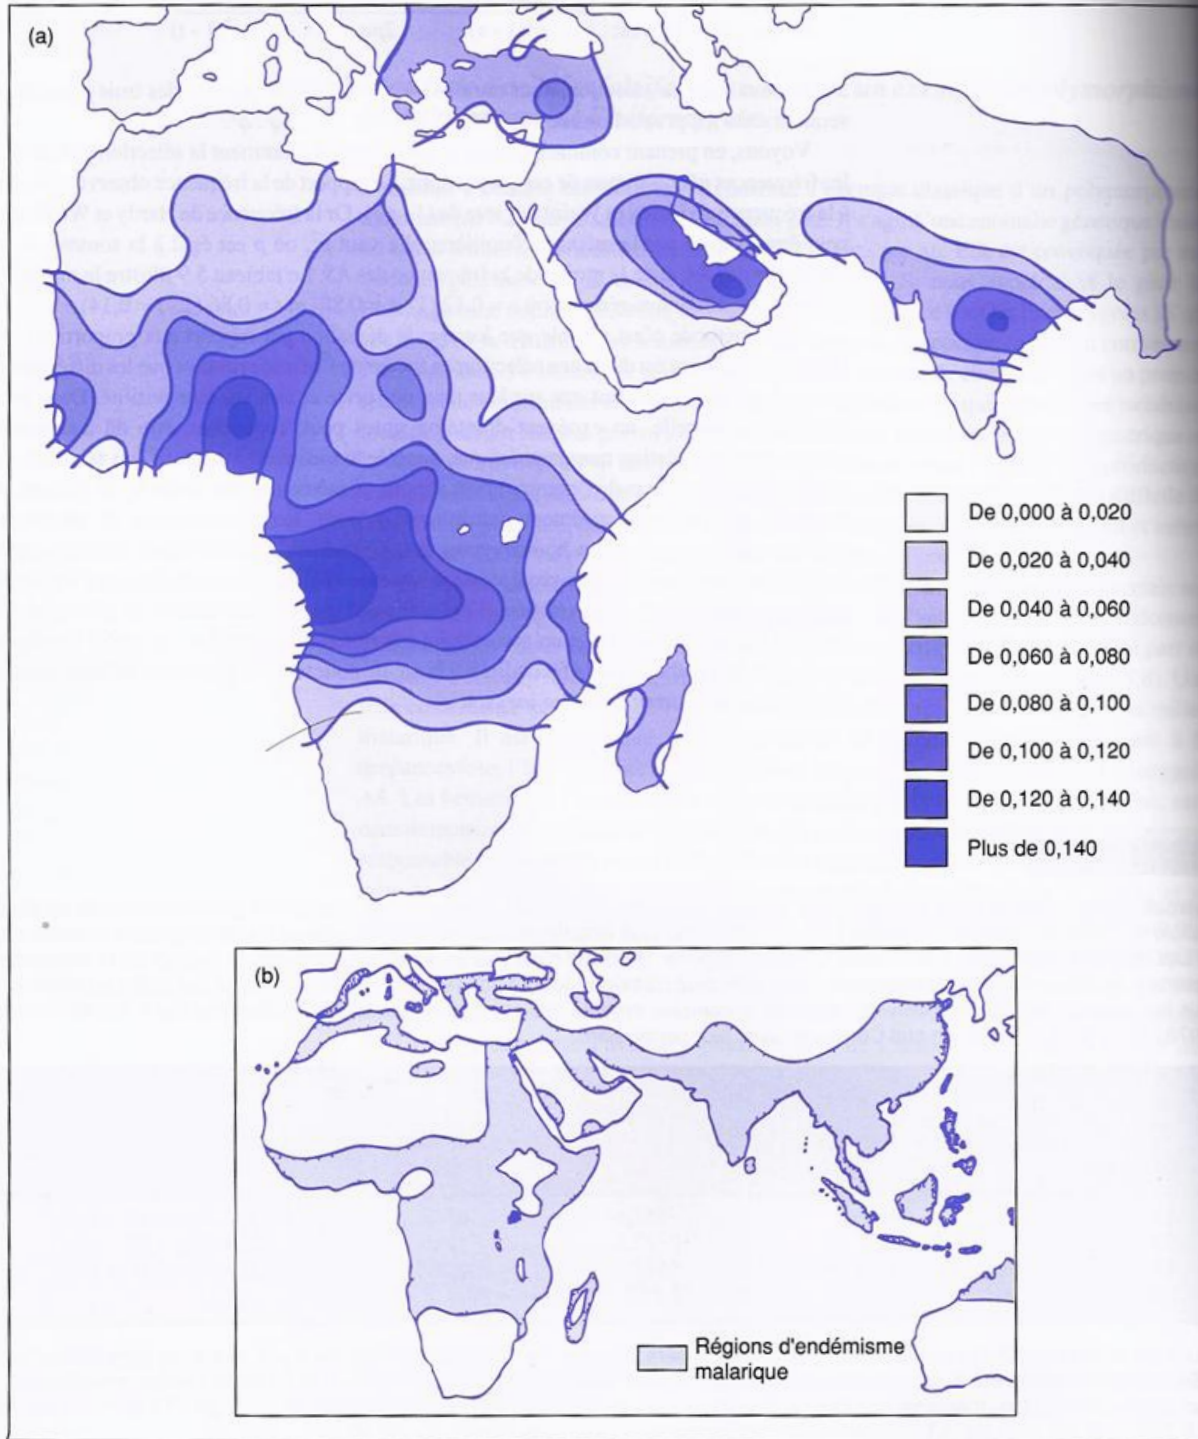 (a)
De 0,000 à 0,020
De 0,020 à 0,040
De 0,040 à 0,060
De 0,060 à 0,080
De 0,080 à 0,100
De 0,100 à 0,120
De 0,120 à 0,140
Plus de 0,140
(b)
Régions d'endémisme
malarique